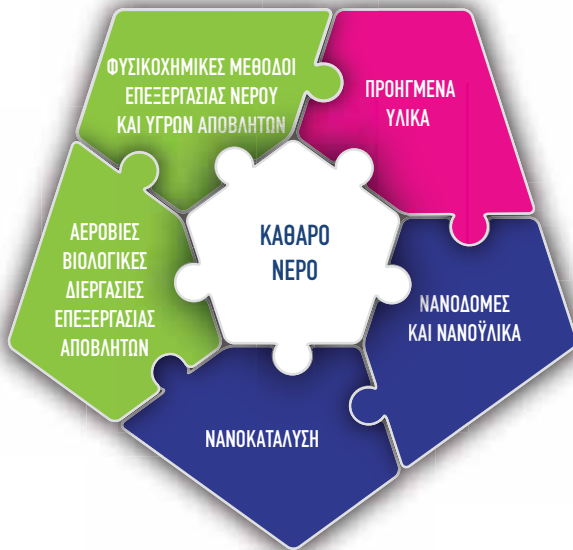 ΦΥΣΙΚΟΧΗΜΙΚΕΣ ΜΕΘΟΔΟΙ
ΕΠΕΞΕΡΓΑΣΙΑΣ ΝΕΡΟΥ
ΚΑΙ ΥΓΡΩΝ ΑΠΟΒΛΗΤΩΝ
ΠΡΟΗΓΜΕΝΑ
ΥΛΙΚΑ
ΑΕΡΟΒΙΕΣ
ΒΙΟΛΟΓΙΚΕΣ
ΔΙΕΡΓΑΣΙΕΣ
ΕΠΕΞΕΡΓΑΣΙΑΣ
ΑΠΟΒΛΗΤΩΝ
ΚΑΘΑΡΟ
ΝΕΡΟ
ΝΑΝΟΔΟΜΕΣ
ΚΑΙ ΝΑΝΟΫΛΙΚΑ
ΝΑΝΟΚΑΤΑΛΥΣΗ